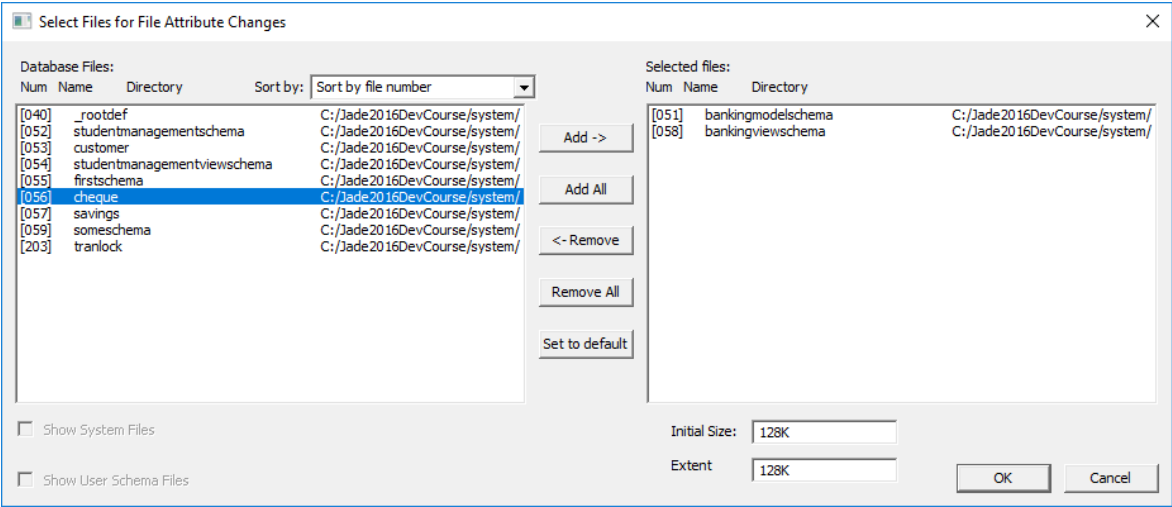 Select Files for File Attribute Changes
Database Files:
Num Name Directory Sort by: Sort by file number
[040] _rootdef C:/Jade2016DevCourse/system/
[052] studentmanagementschema C:/Jade2016DevCourse/system/
[053] customer C:/Jade2016DevCourse/system/
[054] studentmanagementviewschema C:/Jade2016DevCourse/system/
[055] firstschema C:/Jade2016DevCourse/system/
[056] cheque C:/Jade2016DevCourse/system/
[057] savings C:/Jade2016DevCourse/system/
[059] someschema C:/Jade2016DevCourse/system/
[203] tranlock C:/Jade2016DevCourse/system/
Show System Files
Show User Schema Files
Add ->
Add All
<- Remove
Remove All
Set to default
Selected files:
Num Name Directory
[051] bankingmodelschema C:/Jade2016DevCourse/system/
[058] bankingviewschema C:/Jade2016DevCourse/system/
Initial Size: 128K
Extent 128K
OK Cancel